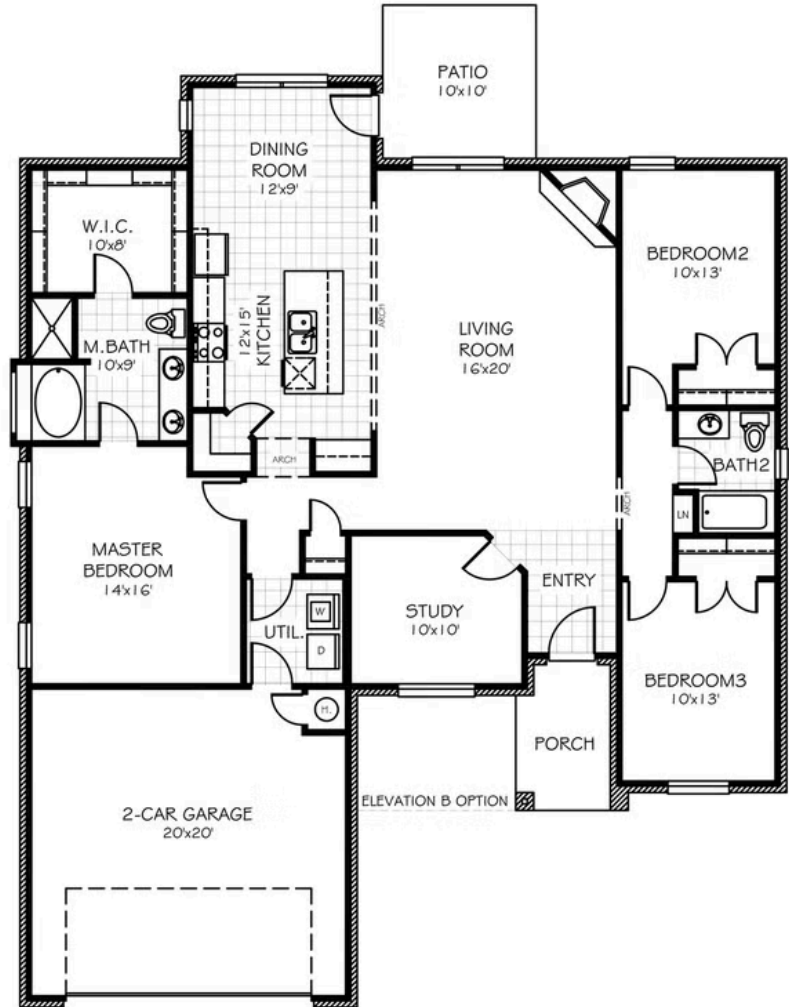 PATIO
10'x10'
DINING
ROOM
12'x9'
W.I.C.
10'x8'
BEDROOM2
10'x13'
KITCHEN
12'x15'
ARCH
LIVING
ROOM
16'x20'
M.BATH
10'x9'
BATH2
ARCH
ARCH
LN
MASTER
BEDROOM
14'x16'
ENTRY
STUDY
10'x10'
W
UTIL.
D
BEDROOM3
10'x13'
H.
PORCH
ELEVATION B OPTION
2-CAR GARAGE
20'x20'